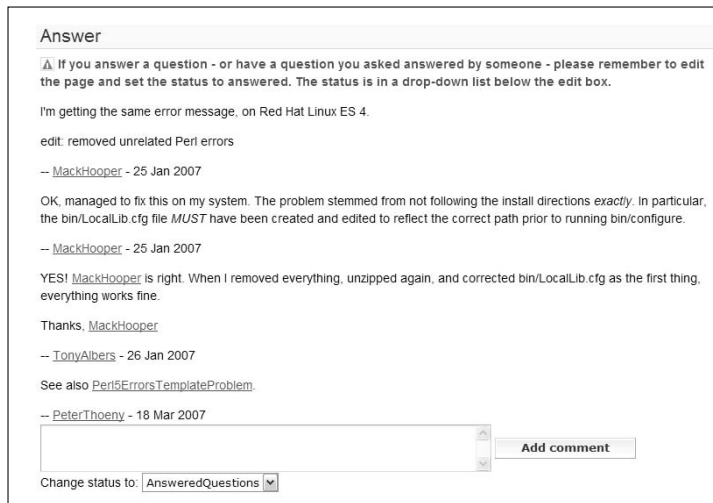 Answer
⚠ If you answer a question - or have a question you asked answered by someone - please remember to edit
the page and set the status to answered. The status is in a drop-down list below the edit box.
I'm getting the same error message, on Red Hat Linux ES 4.
edit: removed unrelated Perl errors
-- MackHooper - 25 Jan 2007
OK, managed to fix this on my system. The problem stemmed from not following the install directions exactly. In particular,
the bin/LocalLib.cfg file MUST have been created and edited to reflect the correct path prior to running bin/configure.
-- MackHooper - 25 Jan 2007
YES! MackHooper is right. When I removed everything, unzipped again, and corrected bin/LocalLib.cfg as the first thing,
everything works fine.
Thanks, MackHooper
-- TonyAlbers - 26 Jan 2007
See also Perl5ErrorsTemplateProblem.
-- PeterThoeny - 18 Mar 2007
Add comment
Change status to: AnsweredQuestions